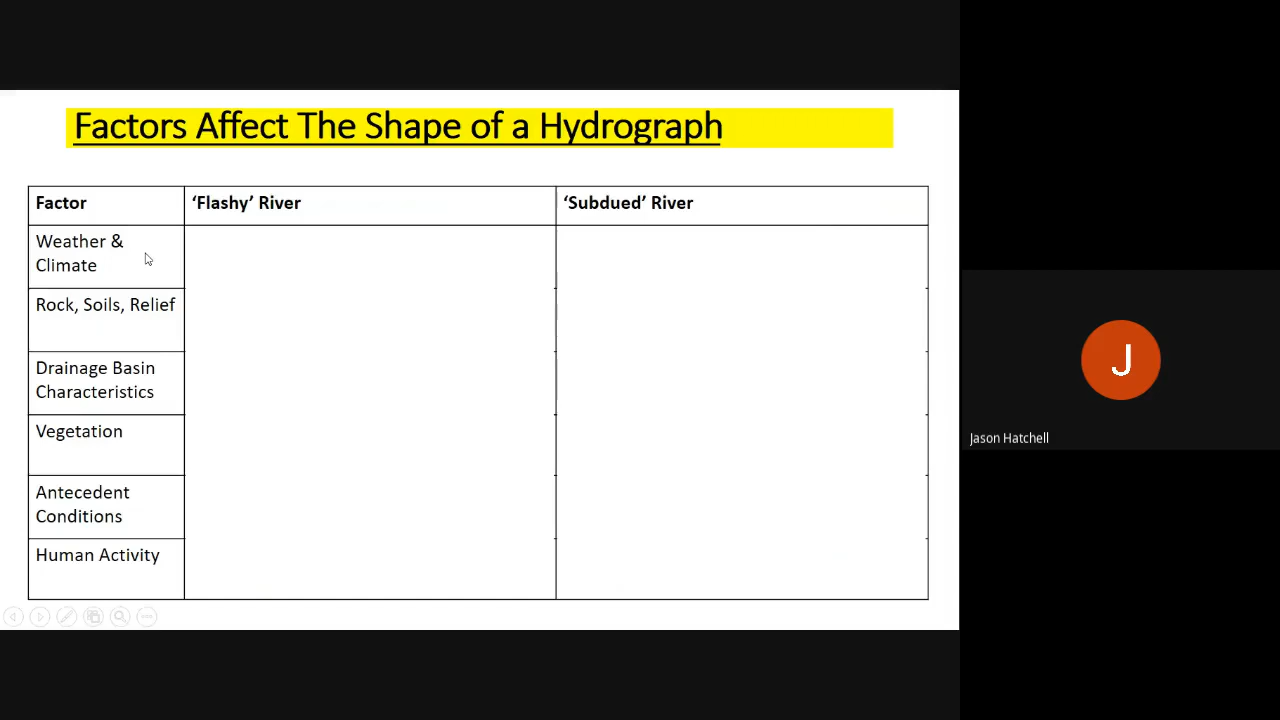 Factors Affect The Shape of a Hydrograph
Factor
'Flashy' River
'Subdued' River
Weather &
Climate
Rock, Soils, Relief
Drainage Basin
Characteristics
Vegetation
Antecedent
Conditions
Human Activity
J
Jason Hatchell